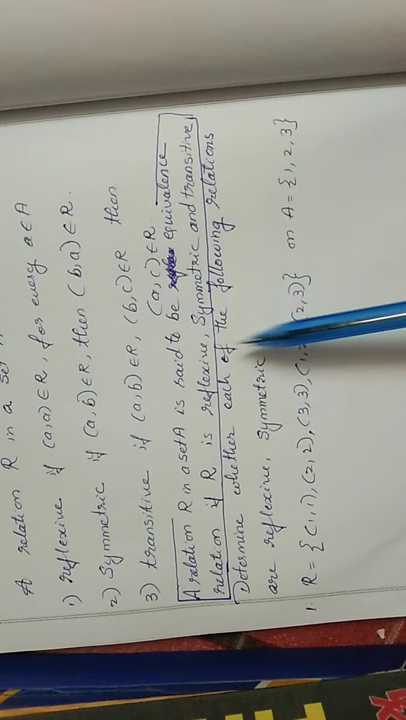 A relation R in a set
1) reflexive if (a,a)∈R, for every a∈A
2) Symmetric if (a,b)∈R, then (b,a)∈R.
3) transitive if (a,b)∈R, (b,c)∈R then
(a,c)∈R.
A relation R in a set A is said to be equivalence
relation if R is reflexive, Symmetric and transitive
Determine whether each of the following relations
are reflexive, Symmetric
1. R = {(1,1),(2,2),(3,3),(1,2 (2,3)} on A = {1,2,3}